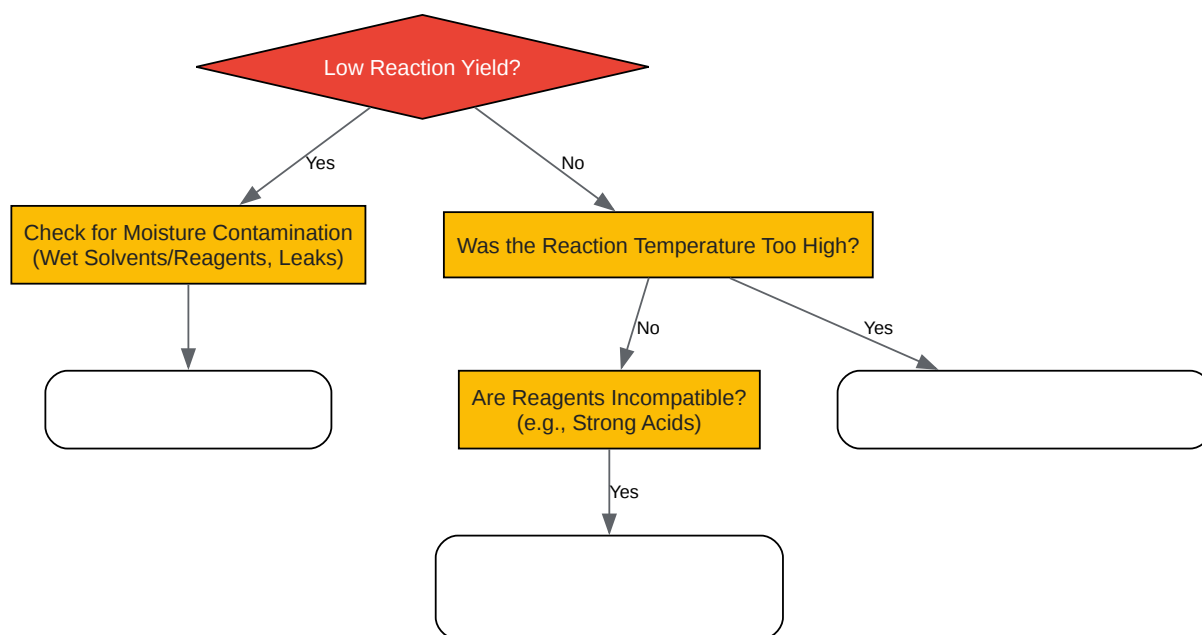 Low Reaction Yield?
Yes
No
Check for Moisture Contamination
(Wet Solvents/Reagents, Leaks)
Was the Reaction Temperature Too High?
No
Yes
Are Reagents Incompatible?
(e.g., Strong Acids)
Yes